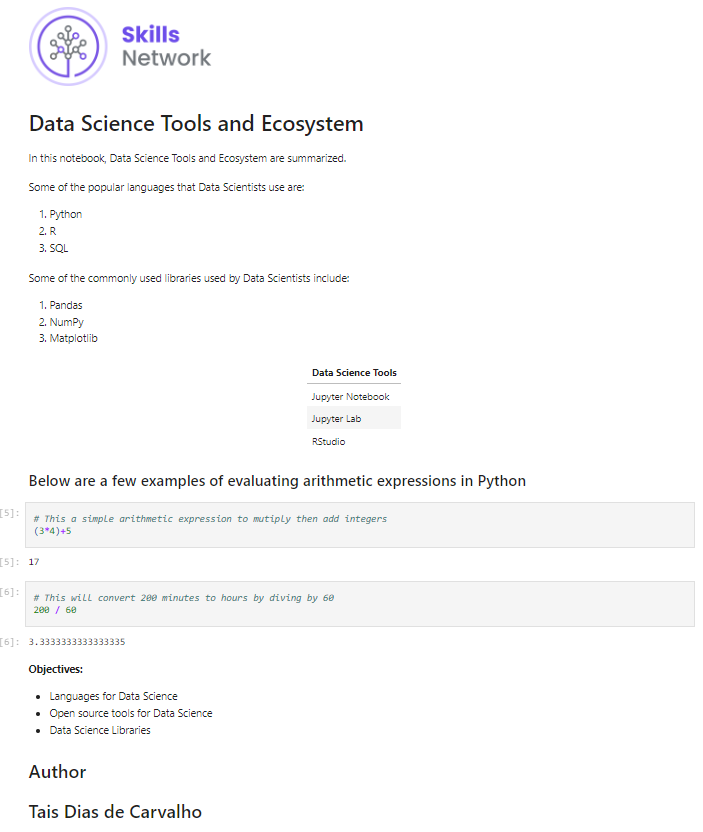 Skills
Network
Data Science Tools and Ecosystem
In this notebook, Data Science Tools and Ecosystem are summarized.
Some of the popular languages that Data Scientists use are:
1. Python
2. R
3. SQL
Some of the commonly used libraries used by Data Scientists include:
1. Pandas
2. NumPy
3. Matplotlib
Data Science Tools
Jupyter Notebook
Jupyter Lab
RStudio
Below are a few examples of evaluating arithmetic expressions in Python
[5]: # This a simple arithmetic expression to mutiply then add integers
(3*4)+5
[5]: 17
[6]: # This will convert 200 minutes to hours by diving by 60
200 / 60
[6]: 3.3333333333333335
Objectives:
• Languages for Data Science
• Open source tools for Data Science
• Data Science Libraries
Author
Tais Dias de Carvalho